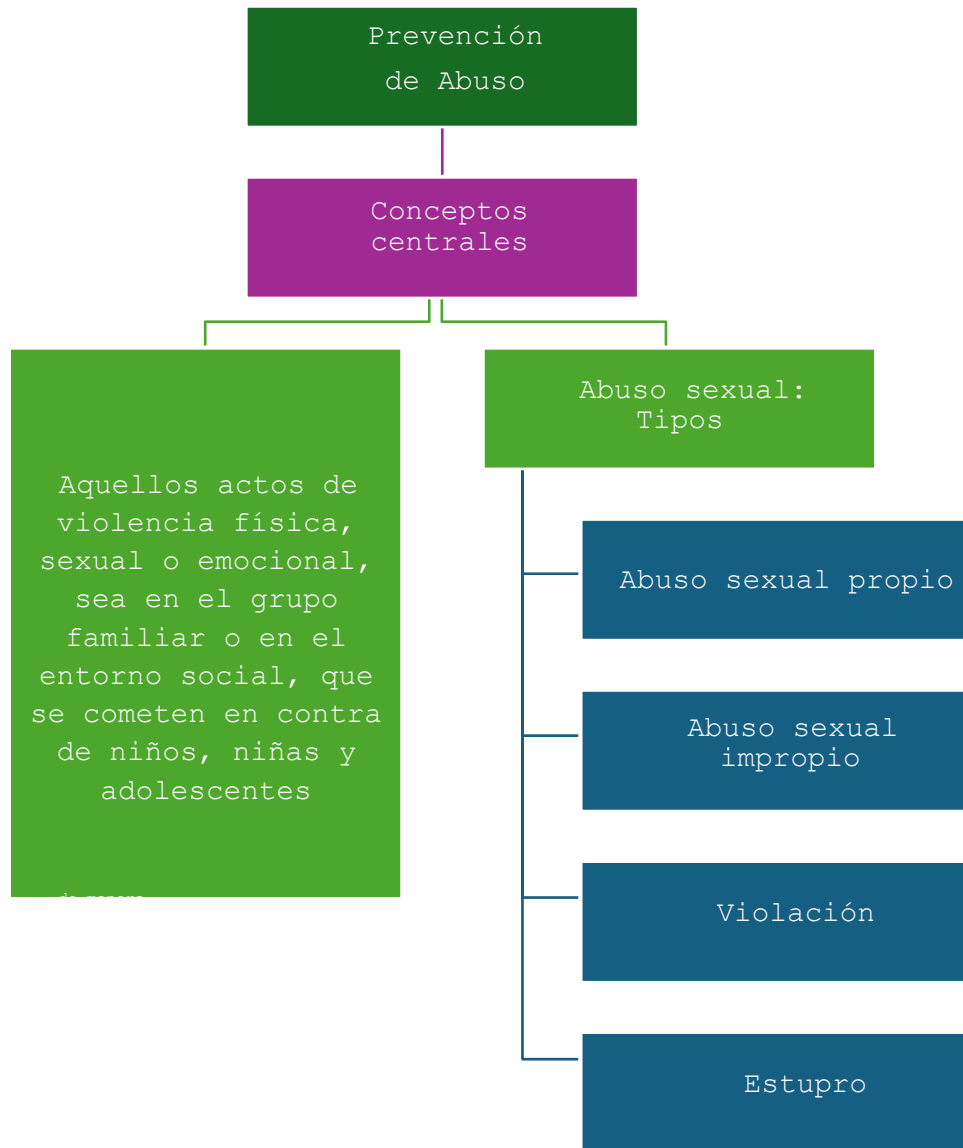 Prevención
de Abuso
Conceptos
centrales
Aquellos actos de
violencia física,
sexual o emocional,
sea en el grupo
familiar o en el
entorno social, que
se cometen en contra
de niños, niñas y
adolescentes
Abuso sexual:
Tipos
Abuso sexual propio
Abuso sexual
impropio
Violación
Estupro